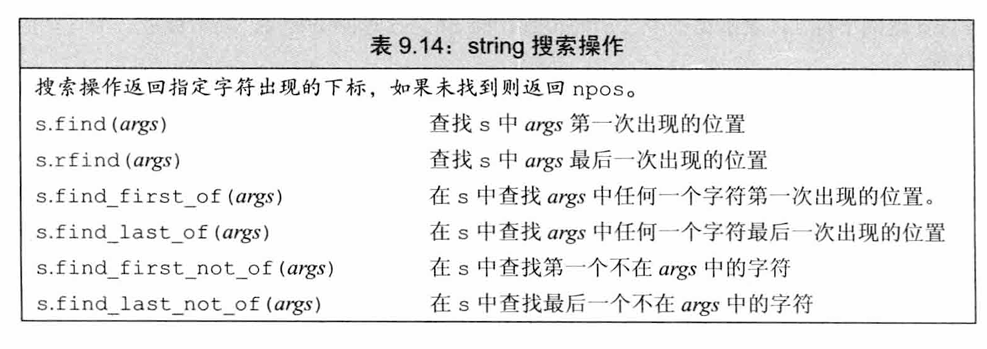 表 9.14：string 搜索操作
搜索操作返回指定字符出现的下标，如果未找到则返回 npos。
s.find(args) 查找 s 中 args 第一次出现的位置
s.rfind(args) 查找 s 中 args 最后一次出现的位置
s.find_first_of(args) 在 s 中查找 args 中任何一个字符第一次出现的位置。
s.find_last_of(args) 在 s 中查找 args 中任何一个字符最后一次出现的位置
s.find_first_not_of(args) 在 s 中查找第一个不在 args 中的字符
s.find_last_not_of(args) 在 s 中查找最后一个不在 args 中的字符